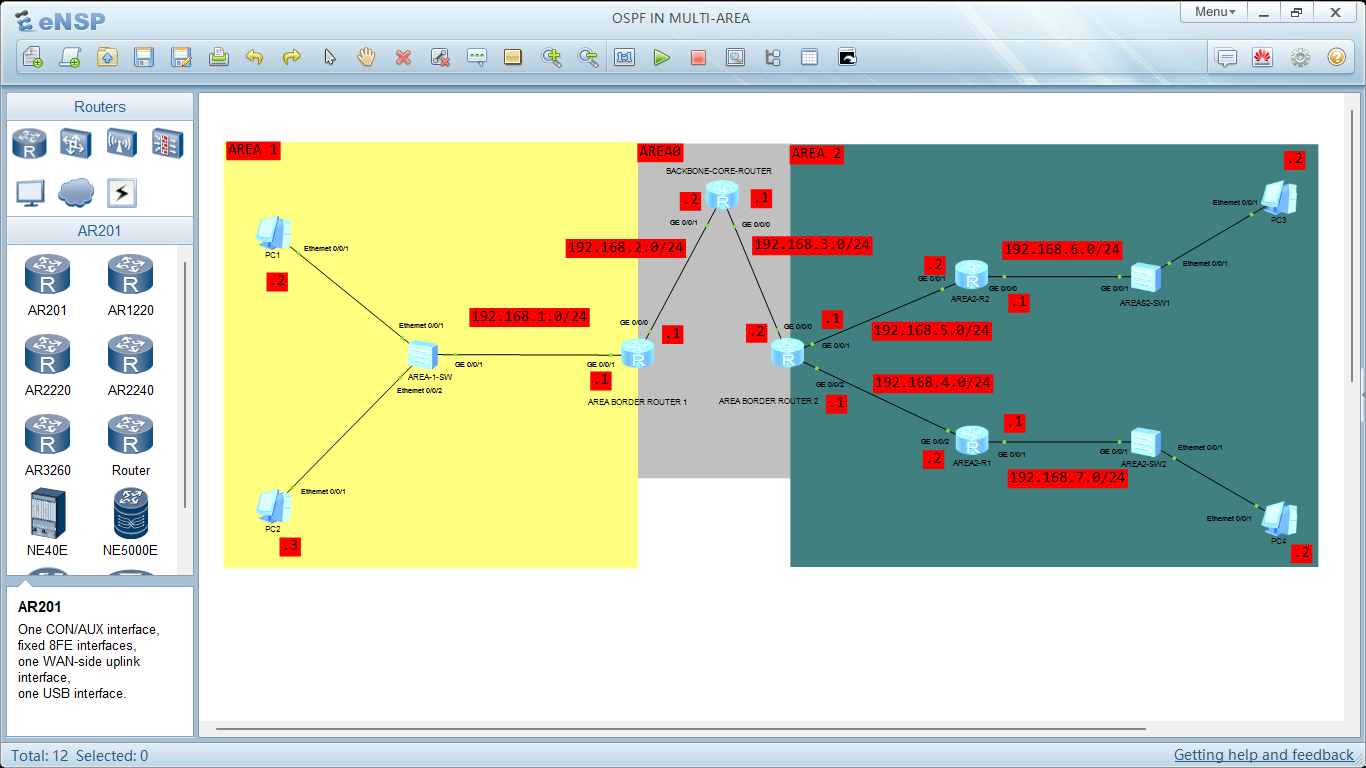 eNSP
OSPF IN MULTI-AREA
Menu
Routers
AR201
AR201
AR1220
AR2220
AR2240
AR3260
Router
NE40E
NE5000E
AR201
One CON/AUX interface,
fixed 8FE interfaces,
one WAN-side uplink
interface,
one USB interface.
AREA 1
PC1
Ethernet 0/0/1
.2
Ethernet 0/0/1
192.168.1.0/24
AREA-1-SW
GE 0/0/1
GE 0/0/1
Ethernet 0/0/2
.1
AREA BORDER ROUTER 1
PC2
Ethernet 0/0/1
.3
AREA0
BACKBONE-CORE-ROUTER
.2
.1
GE 0/0/1
GE 0/0/0
192.168.2.0/24
192.168.3.0/24
GE 0/0/0
.1
GE 0/0/0
.2
AREA BORDER ROUTER 2
AREA 2
.1
GE 0/0/1
192.168.5.0/24
GE 0/0/2
192.168.4.0/24
.1
.2
GE 0/0/1
AREA2-R2
GE 0/0/0
.1
192.168.6.0/24
GE 0/0/1
AREAS2-SW1
Ethernet 0/0/1
Ethernet 0/0/1
PC3
.2
GE 0/0/2
.2
AREA2-R1
.1
GE 0/0/1
192.168.7.0/24
GE 0/0/1
AREA2-SW2
Ethernet 0/0/1
Ethernet 0/0/1
PC4
.2
Total: 12 Selected: 0
Getting help and feedback